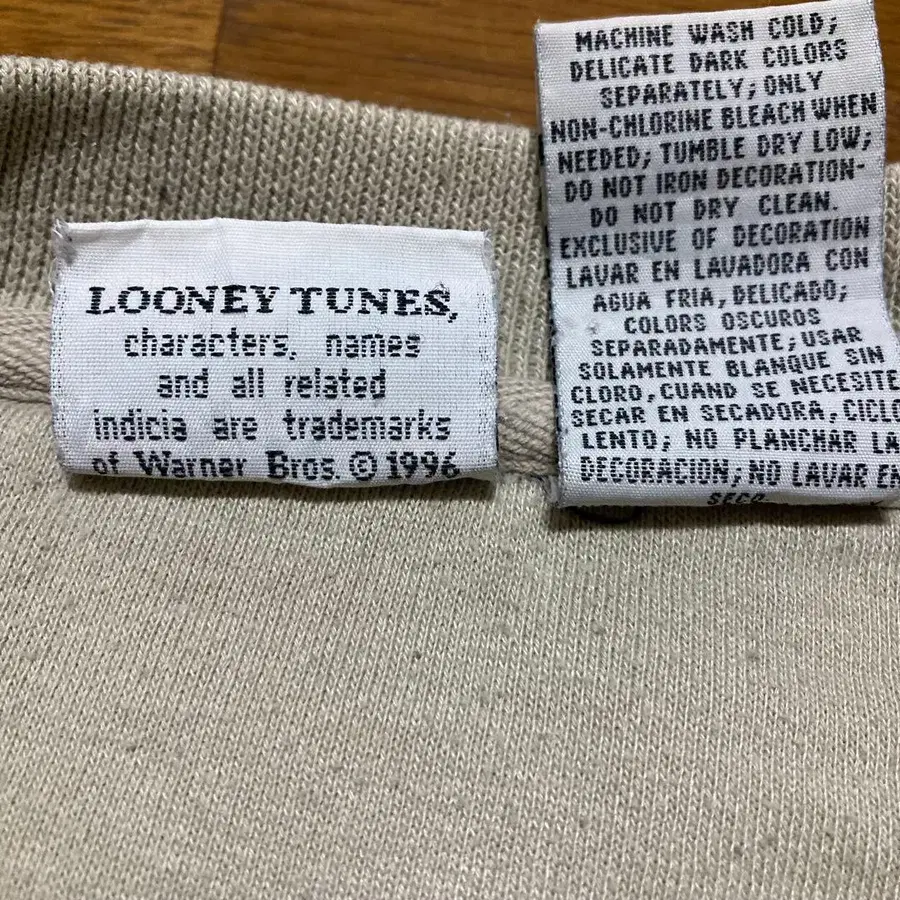 LOONEY TUNES,
characters, names
and all related
indicia are trademarks
of Warner Bros. © 1996
MACHINE WASH COLD;
DELICATE DARK COLORS
SEPARATELY; ONLY
NON-CHLORINE BLEACH WHEN
NEEDED; TUMBLE DRY LOW;
DO NOT IRON DECORATION-
DO NOT DRY CLEAN.
EXCLUSIVE OF DECORATION
LAVAR EN LAVADORA CON
AGUA FRIA, DELICADO;
COLORS OSCUROS
SEPARADAMENTE; USAR
SOLAMENTE BLANQUE SIN
CLORO, CUANDO SE NECESITE
SECAR EN SECADORA, CICLO
LENTO; NO PLANCHAR LA
DECORACION; NO LAVAR EN
SECO